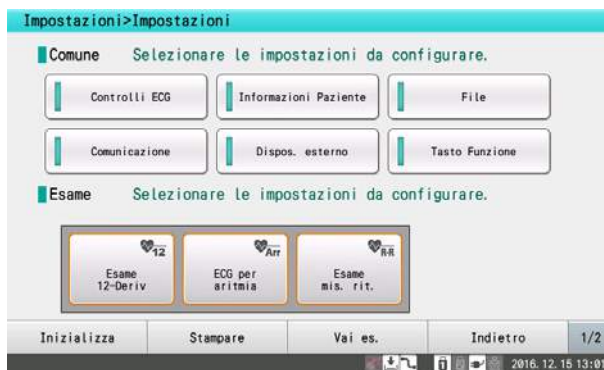 Impostazioni>Impostazioni
Comune Selezionare le impostazioni da configurare.
Controlli ECG Informazioni Paziente File
Comunicazione Dispos. esterno Tasto Funzione
Esame Selezionare le impostazioni da configurare.
12 Arr R-R
Esame ECG per Esame
12-Deriv aritmia mis. rit.
Inizializza Stampare Vai es. Indietro 1/2
2016.12.15 13:01